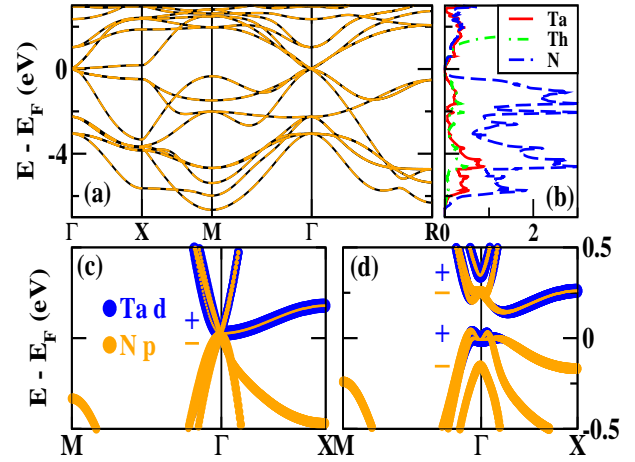 E - E_F (eV)
0
-4
(a)
Γ X M Γ R
Ta
Th
N
(b)
0 2
E - E_F (eV)
(c)
Ta d
N p
+
−
M Γ X
(d)
+
−
+
−
0.5
0
-0.5
M Γ X